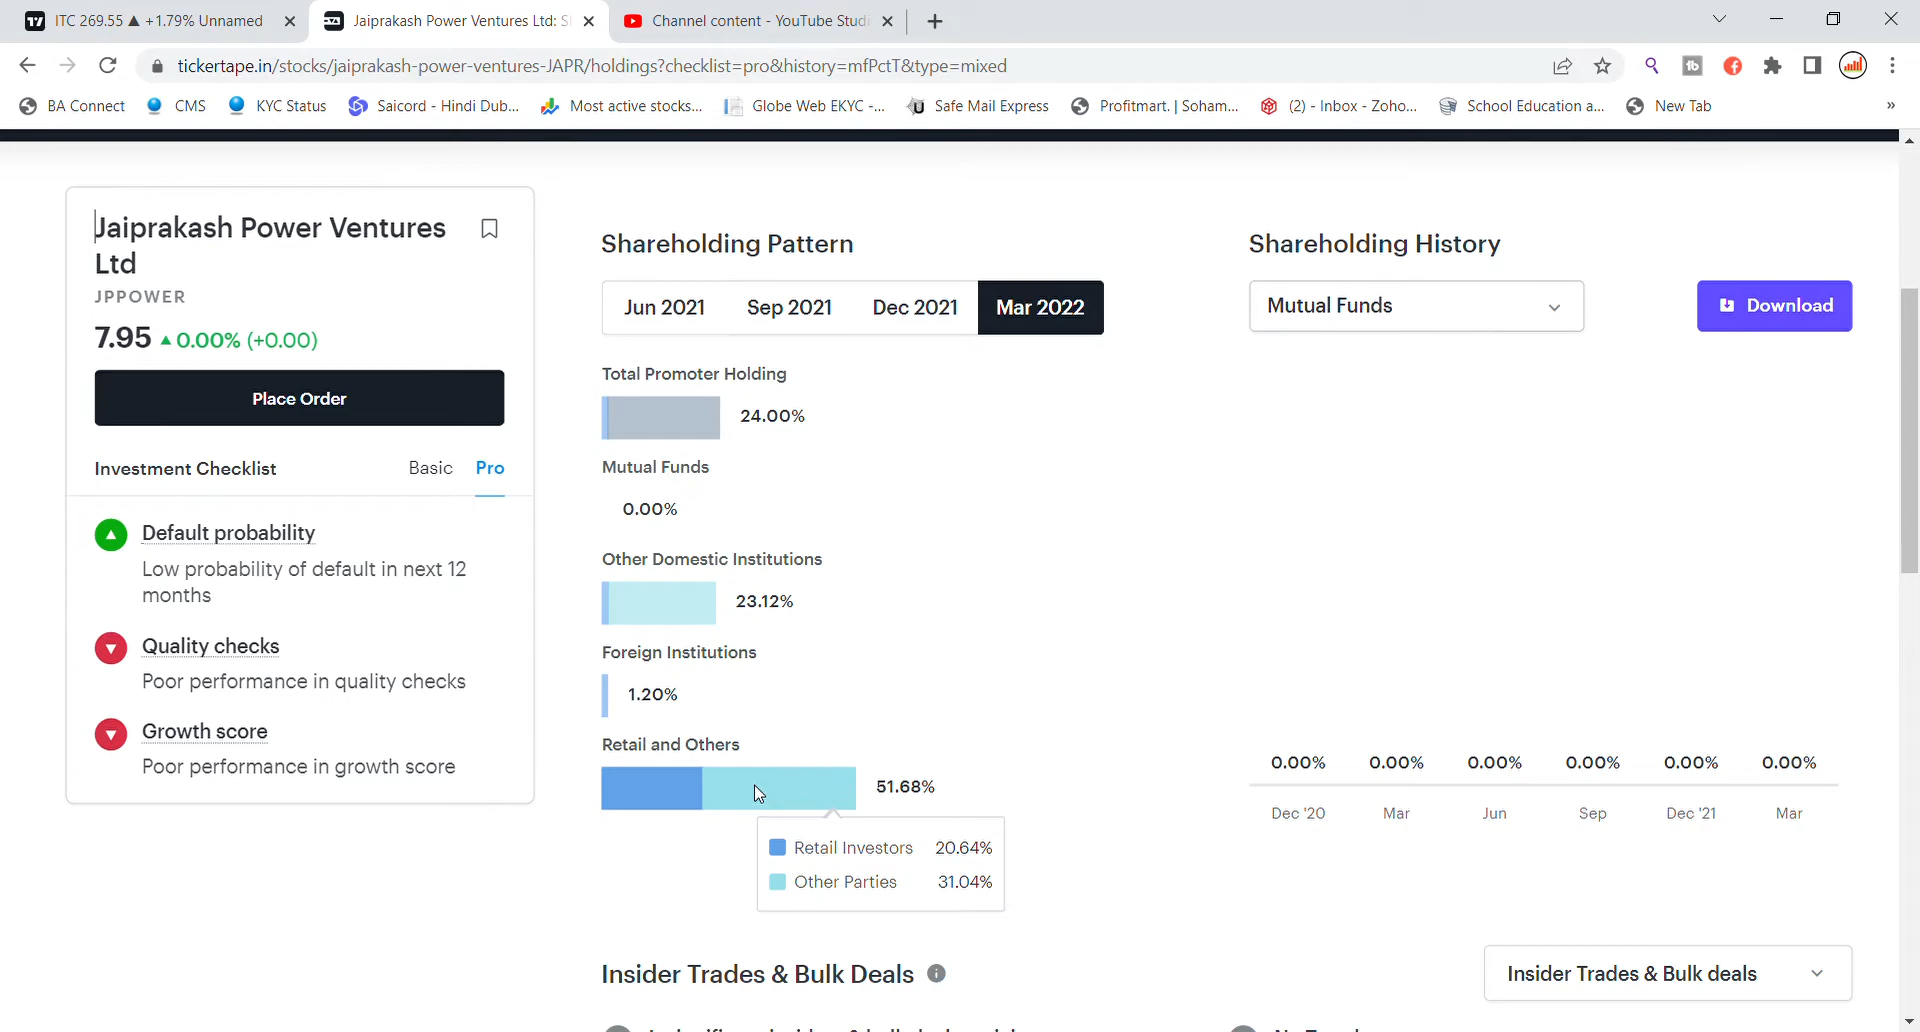 ITC 269.55 ▲ +1.79% Unnamed
Jaiprakash Power Ventures Ltd: S
Channel content - YouTube Studi
tickertape.in/stocks/jaiprakash-power-ventures-JAPR/holdings?checklist=pro&history=mfPctT&type=mixed
BA Connect
CMS
KYC Status
Saicord - Hindi Dub...
Most active stocks...
Globe Web EKYC -...
Safe Mail Express
Profitmart. | Soham...
(2) - Inbox - Zoho...
School Education a...
New Tab
»
Jaiprakash Power Ventures
Ltd
JPPOWER
7.95 ▲ 0.00% (+0.00)
Place Order
Investment Checklist
Basic
Pro
Default probability
Low probability of default in next 12
months
Quality checks
Poor performance in quality checks
Growth score
Poor performance in growth score
Shareholding Pattern
Jun 2021
Sep 2021
Dec 2021
Mar 2022
Total Promoter Holding
24.00%
Mutual Funds
0.00%
Other Domestic Institutions
23.12%
Foreign Institutions
1.20%
Retail and Others
51.68%
Retail Investors 20.64%
Other Parties 31.04%
Shareholding History
Mutual Funds
Download
0.00% 0.00% 0.00% 0.00% 0.00% 0.00%
Dec '20 Mar Jun Sep Dec '21 Mar
Insider Trades & Bulk Deals
Insider Trades & Bulk deals